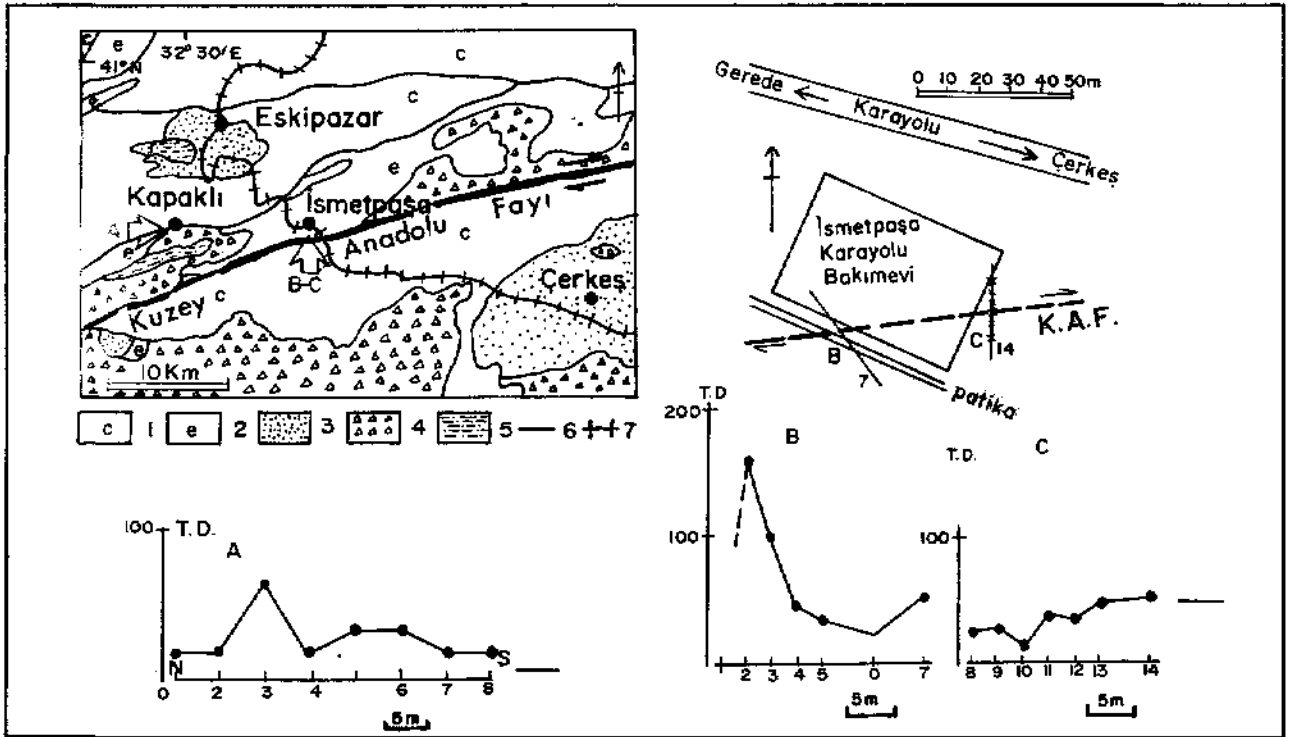 e
c
32° 30' E
41° N
c
Eskipazar
e
Kapaklı
İsmetpaşa
Fayı
A
Anadolu
c
e
B-C
Çerkeş
Kuzey
c
e
10 Km
c 1 e 2 3 4 5 6 7
Gerede
Karayolu
Çerkeş
0 10 20 30 40 50m
İsmetpaşa
Karayolu
Bakımevi
K.A.F.
B
C
14
7
patika
100 T.D.
A
N
S
0 2 3 4 6 7 8
5m
T.D
200
B
100
2 3 4 5 0 7
5m
T.D.
C
100
8 9 10 11 12 13 14
5m